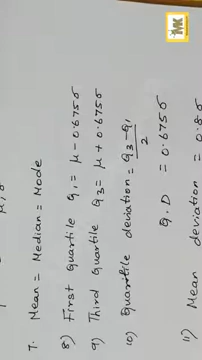 7. Mean = Median = Mode
8) First quartile Q₁ = μ - 0.675σ
9) Third quartile Q₃ = μ + 0.675σ
10) Quartile deviation = Q₃ - Q₁ / 2
Q.D = 0.675σ
11) Mean deviation = 0.8σ
MK